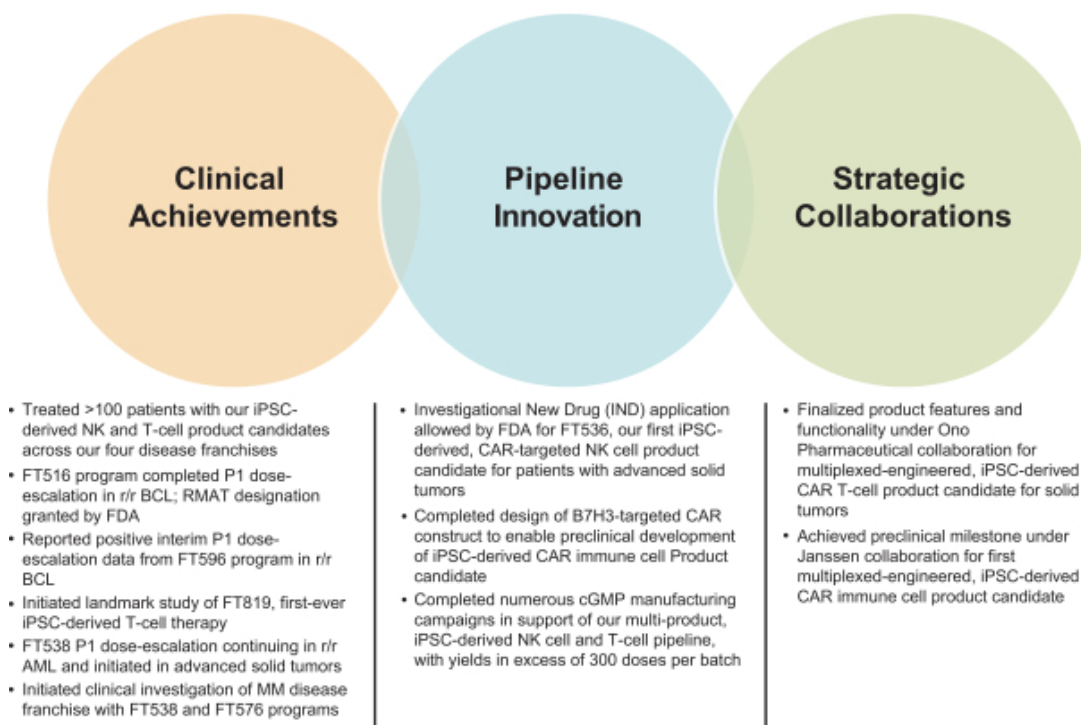 Clinical
Achievements
Pipeline
Innovation
Strategic
Collaborations
• Treated >100 patients with our iPSC-
derived NK and T-cell product candidates
across our four disease franchises
• FT516 program completed P1 dose-
escalation in r/r BCL; RMAT designation
granted by FDA
• Reported positive interim P1 dose-
escalation data from FT596 program in r/r
BCL
• Initiated landmark study of FT819, first-ever
iPSC-derived T-cell therapy
• FT538 P1 dose-escalation continuing in r/r
AML and initiated in advanced solid tumors
• Initiated clinical investigation of MM disease
franchise with FT538 and FT576 programs
• Investigational New Drug (IND) application
allowed by FDA for FT536, our first iPSC-
derived, CAR-targeted NK cell product
candidate for patients with advanced solid
tumors
• Completed design of B7H3-targeted CAR
construct to enable preclinical development
of iPSC-derived CAR immune cell Product
candidate
• Completed numerous cGMP manufacturing
campaigns in support of our multi-product,
iPSC-derived NK cell and T-cell pipeline,
with yields in excess of 300 doses per batch
• Finalized product features and
functionality under Ono
Pharmaceutical collaboration for
multiplexed-engineered, iPSC-derived
CAR T-cell product candidate for solid
tumors
• Achieved preclinical milestone under
Janssen collaboration for first
multiplexed-engineered, iPSC-derived
CAR immune cell product candidate